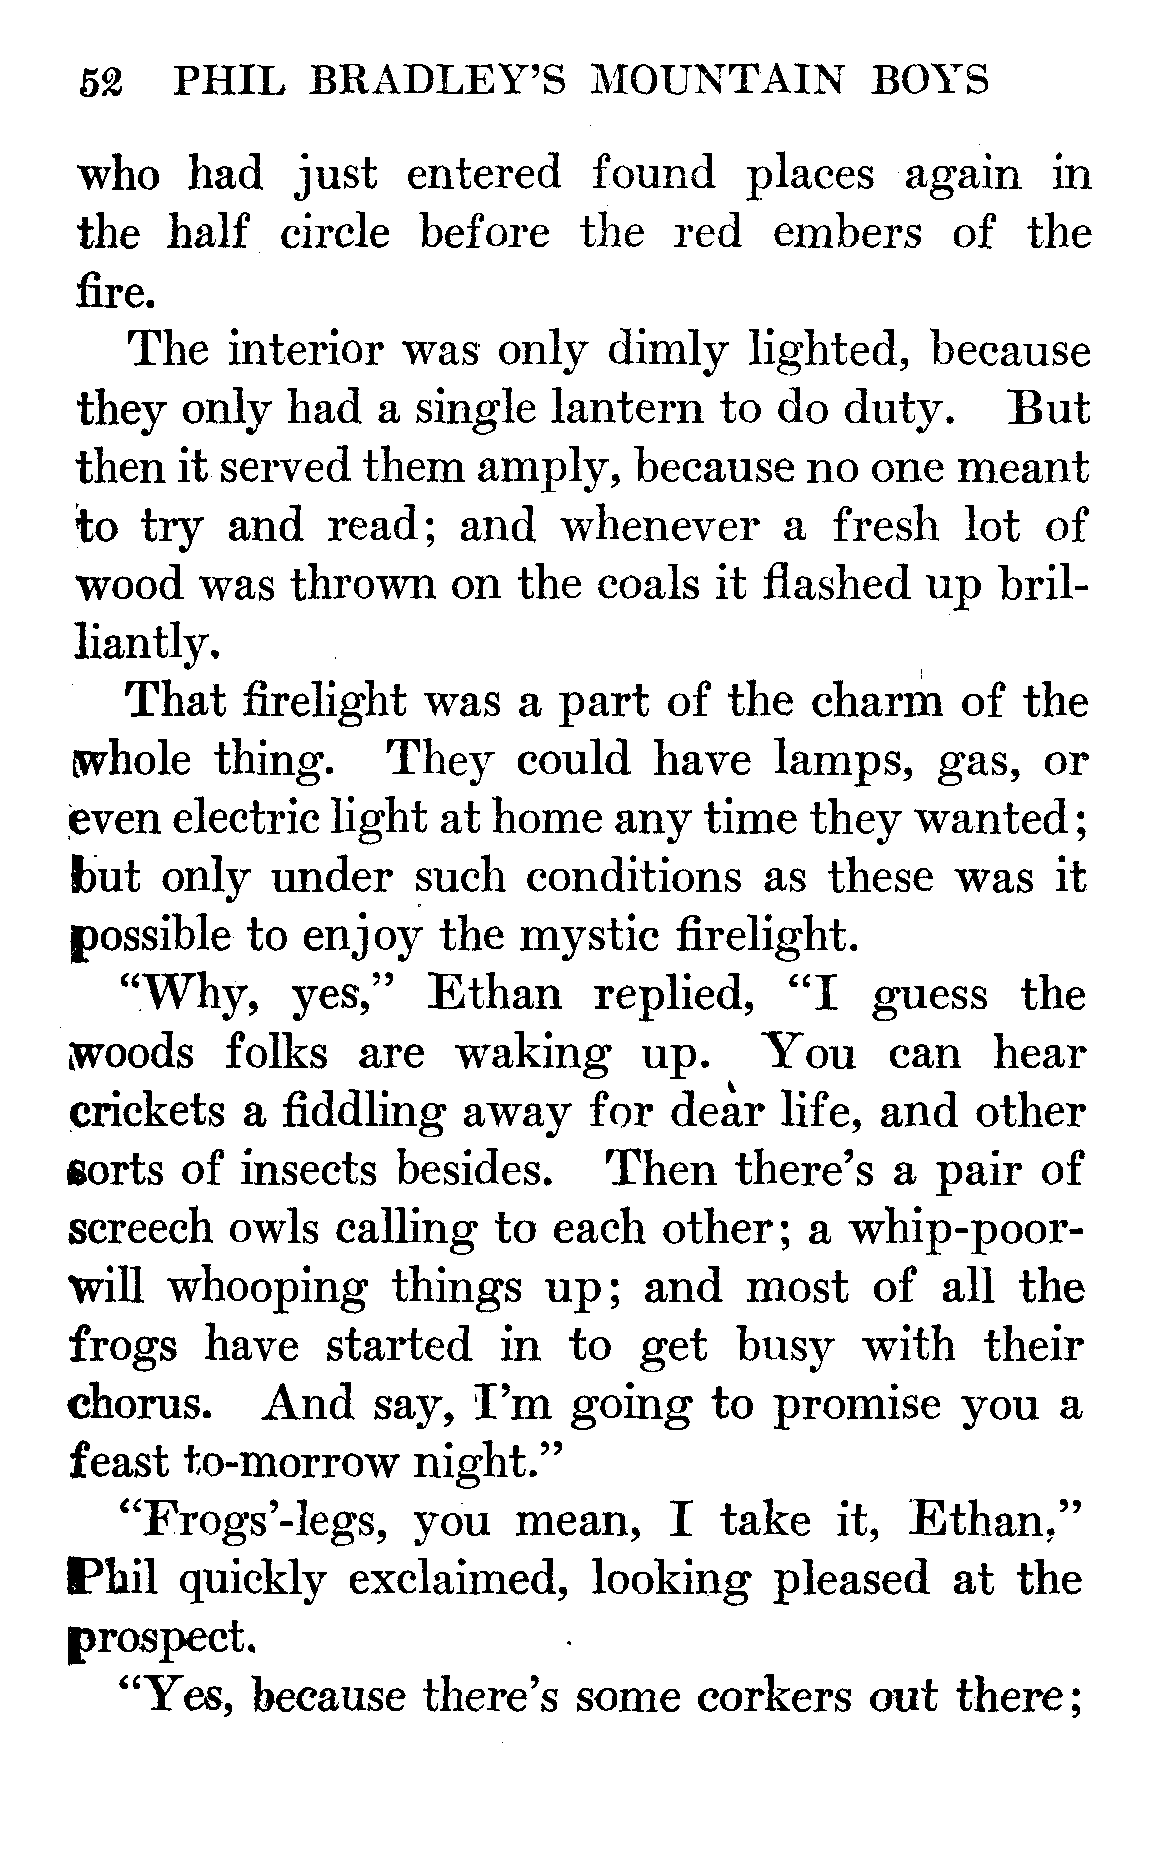 52 PHIL BRADLEY'S MOUNTAIN BOYS
who had just entered found places again in
the half circle before the red embers of the
fire.
The interior was only dimly lighted, because
they only had a single lantern to do duty. But
then it served them amply, because no one meant
to try and read; and whenever a fresh lot of
wood was thrown on the coals it flashed up bril-
liantly.
That firelight was a part of the charm of the
whole thing. They could have lamps, gas, or
even electric light at home any time they wanted;
but only under such conditions as these was it
possible to enjoy the mystic firelight.
"Why, yes," Ethan replied, "I guess the
woods folks are waking up. You can hear
crickets a fiddling away for dear life, and other
sorts of insects besides. Then there's a pair of
screech owls calling to each other; a whip-poor-
will whooping things up; and most of all the
frogs have started in to get busy with their
chorus. And say, I'm going to promise you a
feast to-morrow night."
"Frogs'-legs, you mean, I take it, Ethan,"
Phil quickly exclaimed, looking pleased at the
prospect.
"Yes, because there's some corkers out there;